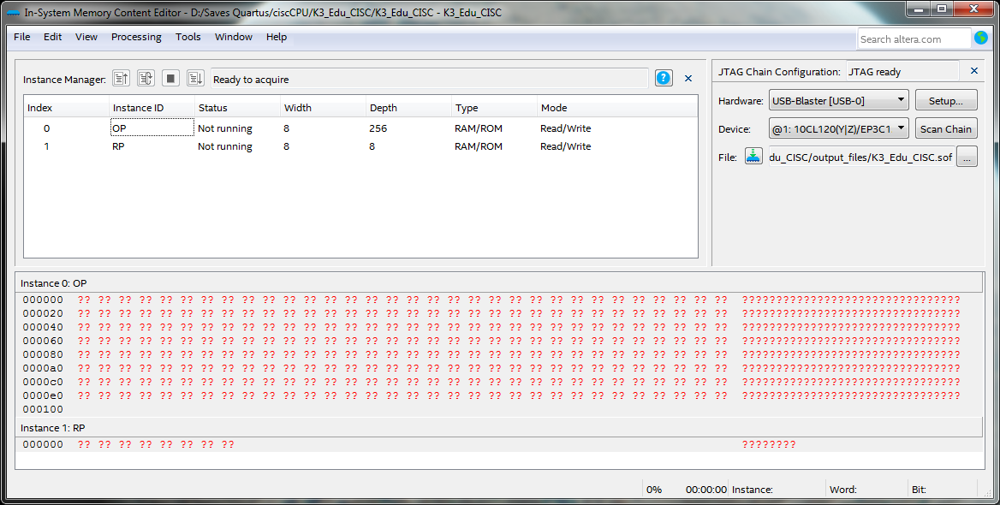 In-System Memory Content Editor - D:/Saves Quartus/ciscCPU/K3_Edu_CISC/K3_Edu_CISC - K3_Edu_CISC
File Edit View Processing Tools Window Help
Search altera.com
Instance Manager: Ready to acquire
Index Instance ID Status Width Depth Type Mode
0 OP Not running 8 256 RAM/ROM Read/Write
1 RP Not running 8 8 RAM/ROM Read/Write
JTAG Chain Configuration: JTAG ready
Hardware: USB-Blaster [USB-0] Setup...
Device: @1: 10CL120(Y|Z)/EP3C1 Scan Chain
File: du_CISC/output_files/K3_Edu_CISC.sof ...
Instance 0: OP
000000 ?? ?? ?? ?? ?? ?? ?? ?? ?? ?? ?? ?? ?? ?? ?? ?? ?? ?? ?? ?? ?? ?? ?? ?? ?? ?? ?? ?? ?? ?? ?? ?? ????????????????????????????????
000020 ?? ?? ?? ?? ?? ?? ?? ?? ?? ?? ?? ?? ?? ?? ?? ?? ?? ?? ?? ?? ?? ?? ?? ?? ?? ?? ?? ?? ?? ?? ?? ?? ????????????????????????????????
000040 ?? ?? ?? ?? ?? ?? ?? ?? ?? ?? ?? ?? ?? ?? ?? ?? ?? ?? ?? ?? ?? ?? ?? ?? ?? ?? ?? ?? ?? ?? ?? ?? ????????????????????????????????
000060 ?? ?? ?? ?? ?? ?? ?? ?? ?? ?? ?? ?? ?? ?? ?? ?? ?? ?? ?? ?? ?? ?? ?? ?? ?? ?? ?? ?? ?? ?? ?? ?? ????????????????????????????????
000080 ?? ?? ?? ?? ?? ?? ?? ?? ?? ?? ?? ?? ?? ?? ?? ?? ?? ?? ?? ?? ?? ?? ?? ?? ?? ?? ?? ?? ?? ?? ?? ?? ????????????????????????????????
0000a0 ?? ?? ?? ?? ?? ?? ?? ?? ?? ?? ?? ?? ?? ?? ?? ?? ?? ?? ?? ?? ?? ?? ?? ?? ?? ?? ?? ?? ?? ?? ?? ?? ????????????????????????????????
0000c0 ?? ?? ?? ?? ?? ?? ?? ?? ?? ?? ?? ?? ?? ?? ?? ?? ?? ?? ?? ?? ?? ?? ?? ?? ?? ?? ?? ?? ?? ?? ?? ?? ????????????????????????????????
0000e0 ?? ?? ?? ?? ?? ?? ?? ?? ?? ?? ?? ?? ?? ?? ?? ?? ?? ?? ?? ?? ?? ?? ?? ?? ?? ?? ?? ?? ?? ?? ?? ?? ????????????????????????????????
000100
Instance 1: RP
000000 ?? ?? ?? ?? ?? ?? ?? ?? ????????
0% 00:00:00 Instance: Word: Bit: